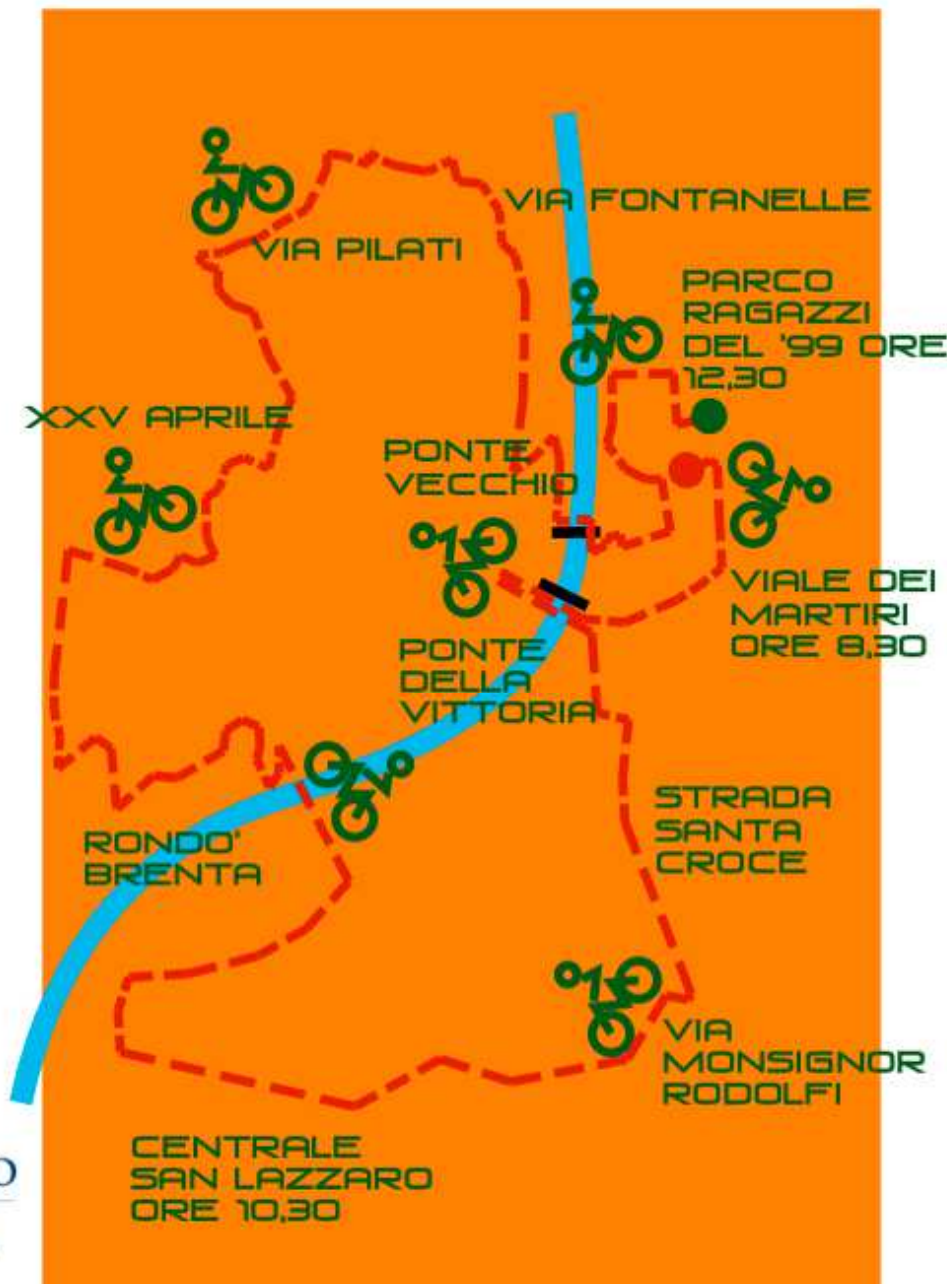 VIA FONTANELLE
VIA PILATI
PARCO
RAGAZZI
DEL '99 ORE
12,30
XXV APRILE
PONTE
VECCHIO
VIALE DEI
MARTIRI
ORE 8,30
PONTE
DELLA
VITTORIA
STRADA
SANTA
CROCE
RONDO'
BRENTA
VIA
MONSIGNOR
RODOLFI
CENTRALE
SAN LAZZARO
ORE 10,30